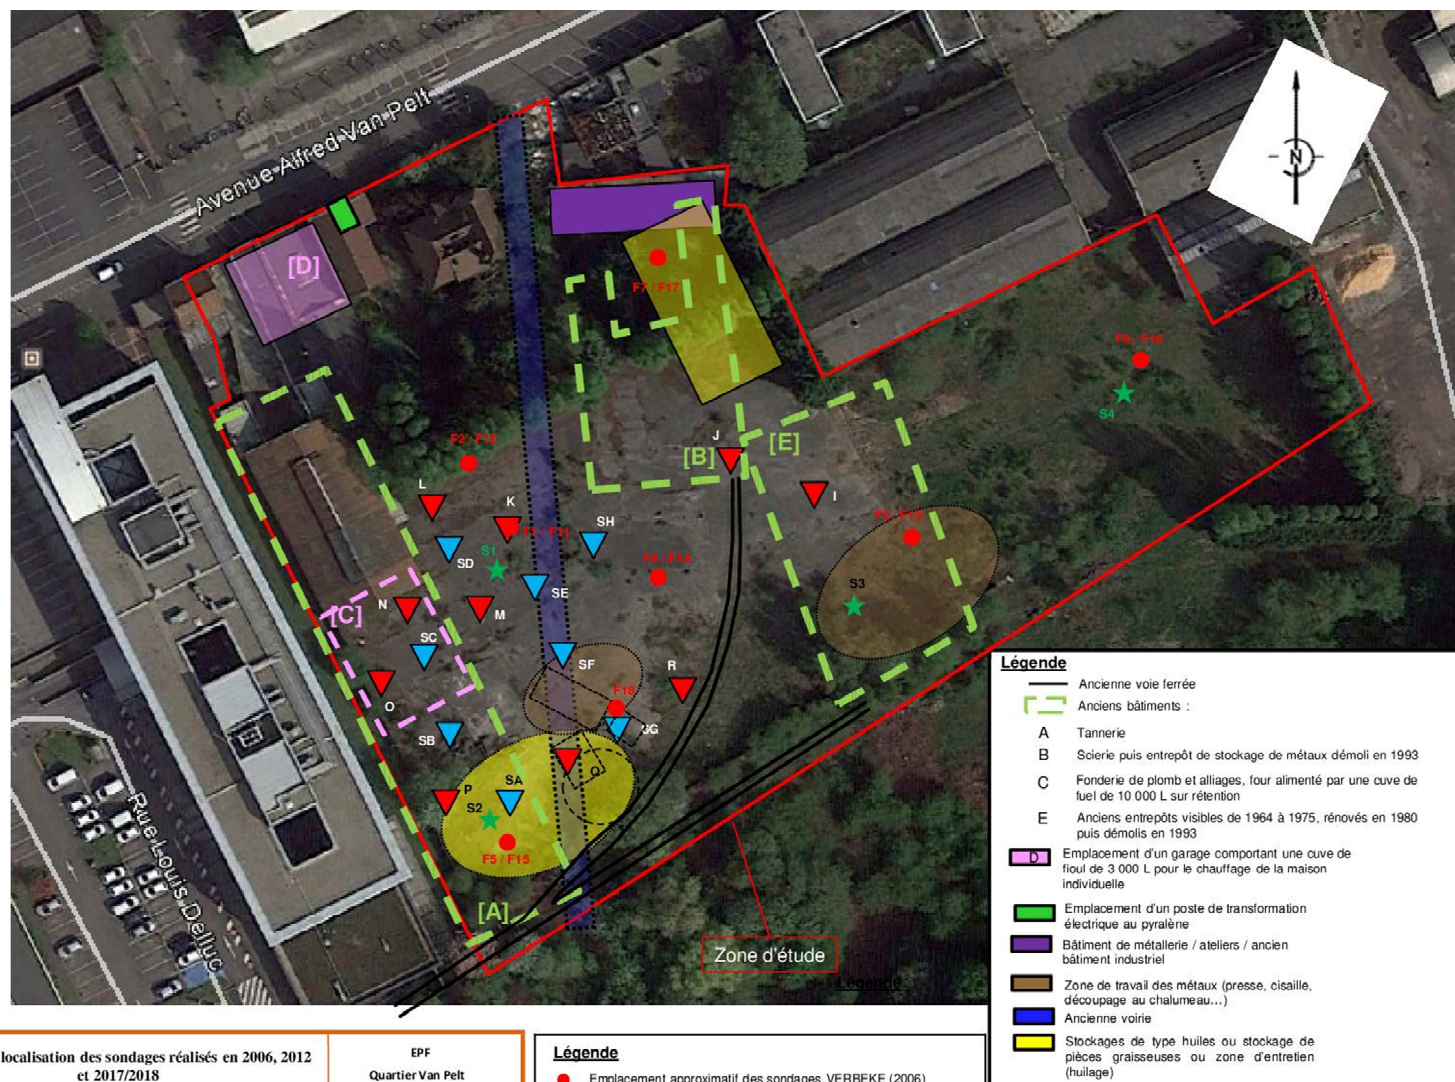 Avenue Alfred Van Pelt
N
[D]
F7 / F17
F2 / F12
J
[B]
[E]
L
K
I
F1 / F11
SH
S4
S1
SD
SE
S3
N
M
[C]
SC
SF
R
O
F18
SB
SG
Q
P
SA
S2
F5 / F15
[A]
Rue Louis Delluc
Zone d'étude
Légende
Légende
Ancienne voie ferrée
Anciens bâtiments :
A Tannerie
B Scierie puis entrepôt de stockage de métaux démoli en 1993
C Fonderie de plomb et alliages, four alimenté par une cuve de
fuel de 10 000 L sur rétention
E Anciens entrepôts visibles de 1964 à 1975, rénovés en 1980
puis démolis en 1993
D Emplacement d'un garage comportant une cuve de
fioul de 3 000 L pour le chauffage de la maison
individuelle
Emplacement d'un poste de transformation
électrique au pyralène
Bâtiment de métallerie / ateliers / ancien
bâtiment industriel
Zone de travail des métaux (presse, cisaille,
découpage au chalumeau...)
Ancienne voirie
Stockages de type huiles ou stockage de
pièces graisseuses ou zone d'entretien
(huilage)
localisation des sondages réalisés en 2006, 2012
et 2017/2018
EPF
Quartier Van Pelt
Légende
Emplacement approximatif des sondages VERBEKE (2006)